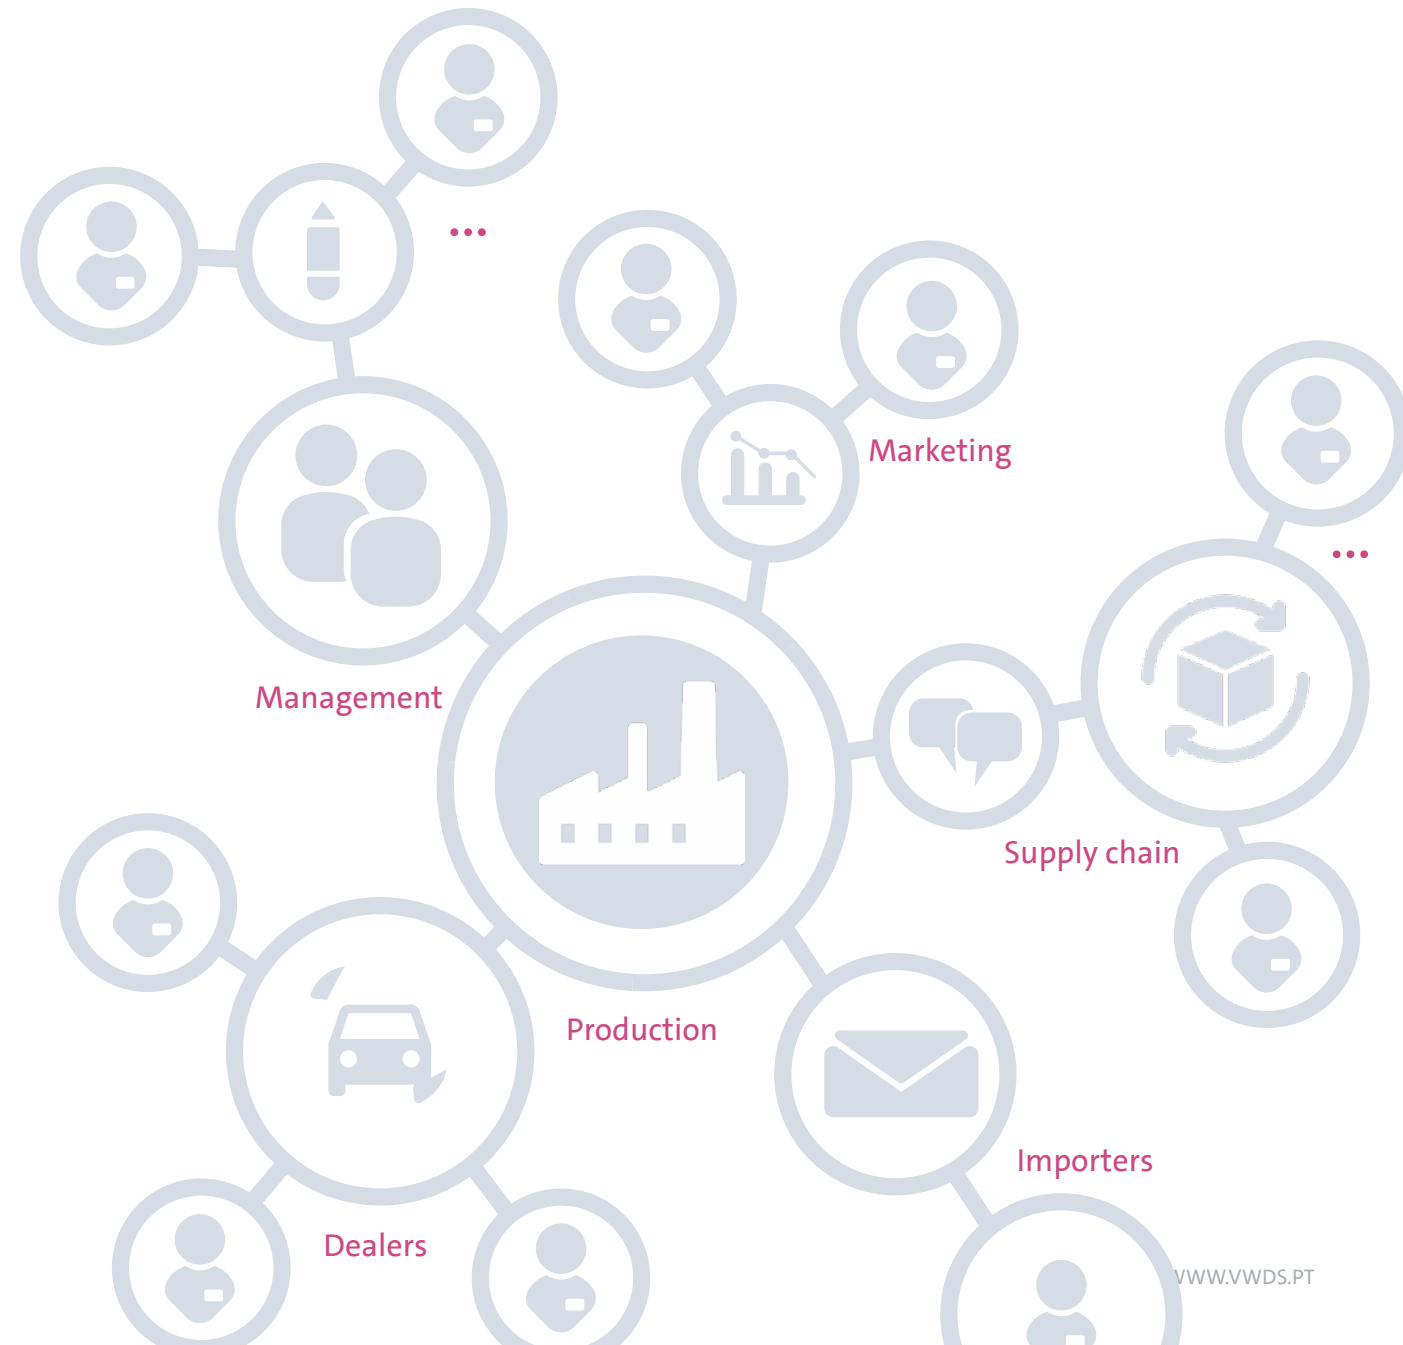 ...
Marketing
...
Management
Supply chain
Production
Importers
Dealers
WWW.VWDS.PT